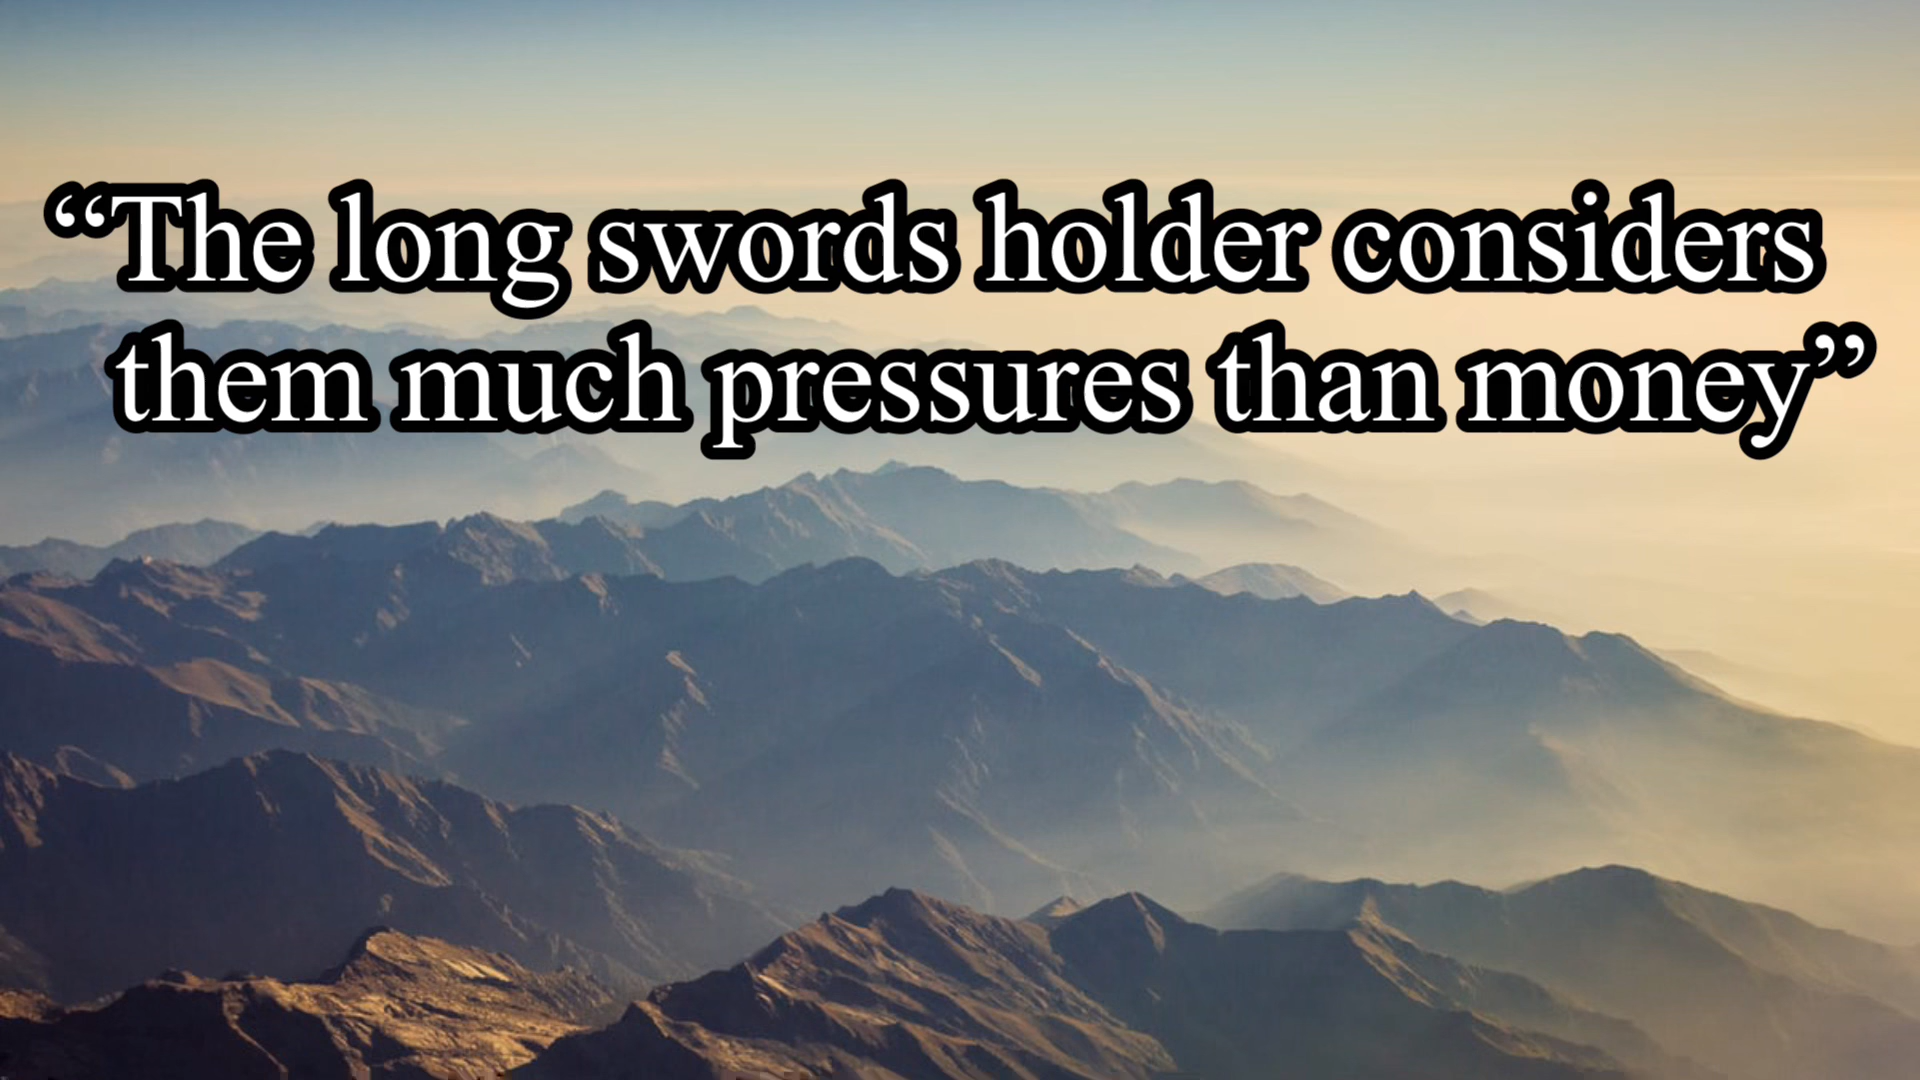 “The long swords holder considers
them much pressures than money”